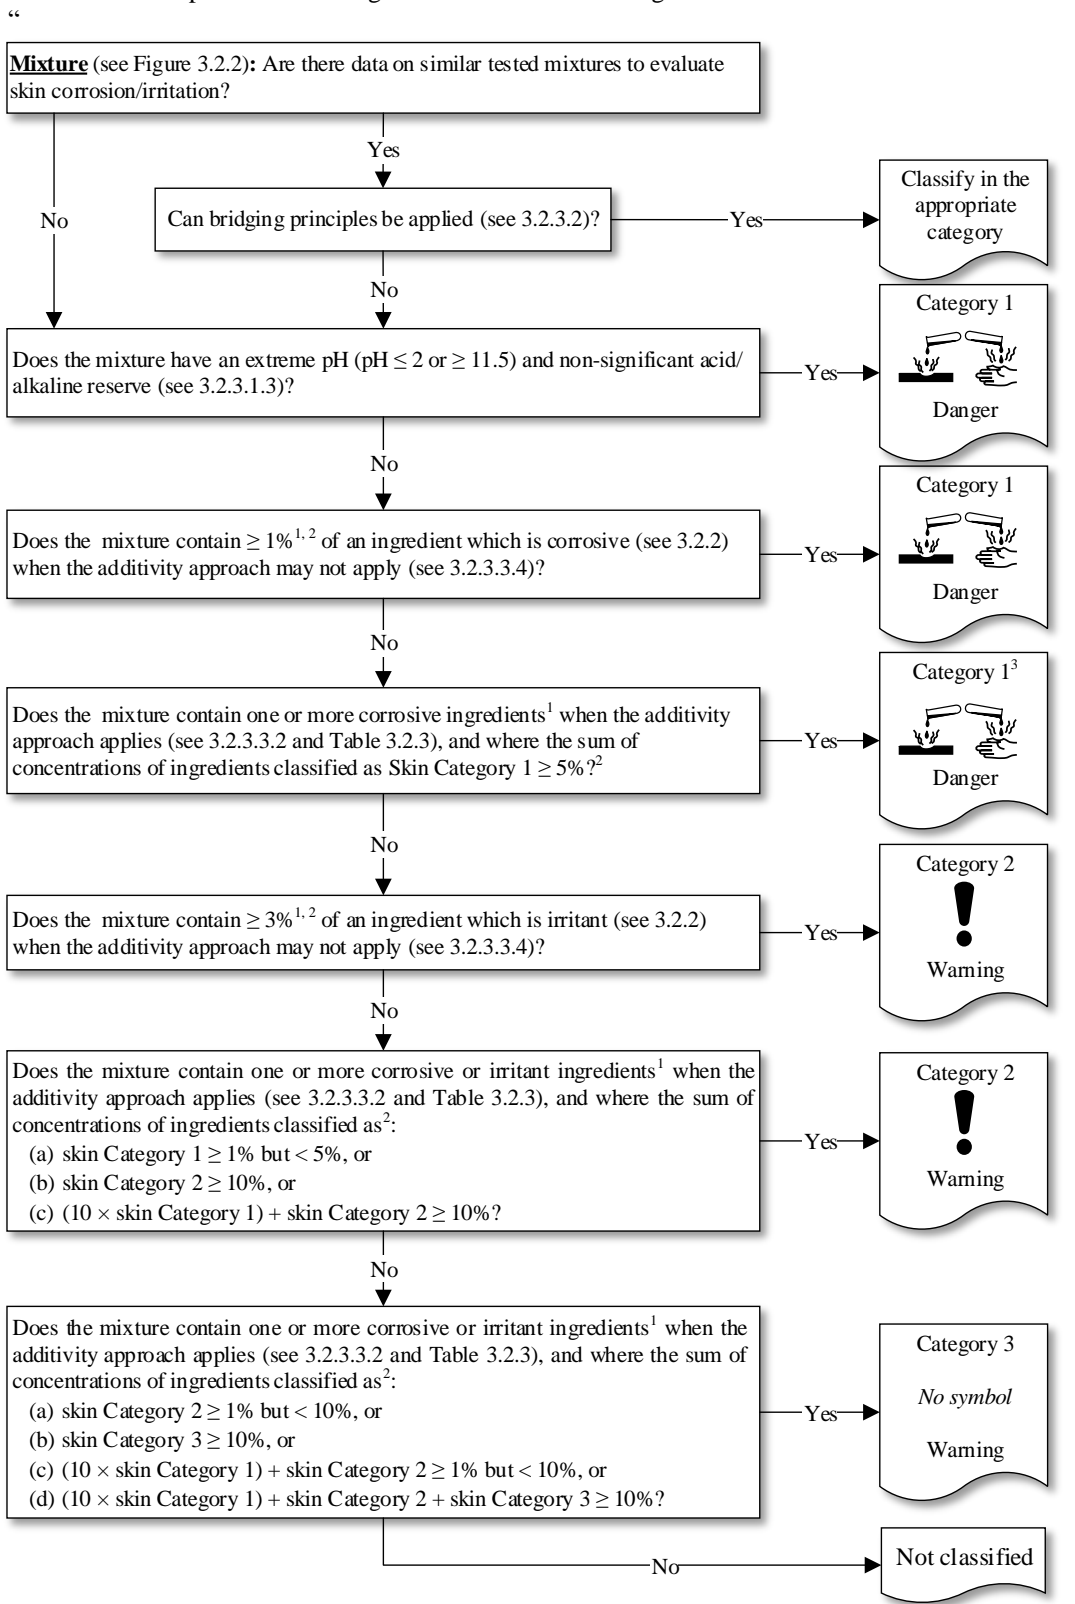 “
Mixture (see Figure 3.2.2): Are there data on similar tested mixtures to evaluate
skin corrosion/irritation?
Yes
No
Can bridging principles be applied (see 3.2.3.2)?
Yes
Classify in the
appropriate
category
No
Does the mixture have an extreme pH (pH ≤ 2 or ≥ 11.5) and non-significant acid/
alkaline reserve (see 3.2.3.1.3)?
Yes
Category 1
Danger
No
Does the mixture contain ≥ 1%1, 2 of an ingredient which is corrosive (see 3.2.2)
when the additivity approach may not apply (see 3.2.3.3.4)?
Yes
Category 1
Danger
No
Does the mixture contain one or more corrosive ingredients1 when the additivity
approach applies (see 3.2.3.3.2 and Table 3.2.3), and where the sum of
concentrations of ingredients classified as Skin Category 1 ≥ 5%?2
Yes
Category 13
Danger
No
Does the mixture contain ≥ 3%1, 2 of an ingredient which is irritant (see 3.2.2)
when the additivity approach may not apply (see 3.2.3.3.4)?
Yes
Category 2
Warning
No
Does the mixture contain one or more corrosive or irritant ingredients1 when the
additivity approach applies (see 3.2.3.3.2 and Table 3.2.3), and where the sum of
concentrations of ingredients classified as2:
(a) skin Category 1 ≥ 1% but < 5%, or
(b) skin Category 2 ≥ 10%, or
(c) (10 × skin Category 1) + skin Category 2 ≥ 10%?
Yes
Category 2
Warning
No
Does the mixture contain one or more corrosive or irritant ingredients1 when the
additivity approach applies (see 3.2.3.3.2 and Table 3.2.3), and where the sum of
concentrations of ingredients classified as2:
(a) skin Category 2 ≥ 1% but < 10%, or
(b) skin Category 3 ≥ 10%, or
(c) (10 × skin Category 1) + skin Category 2 ≥ 1% but < 10%, or
(d) (10 × skin Category 1) + skin Category 2 + skin Category 3 ≥ 10%?
Yes
Category 3
No symbol
Warning
No
Not classified